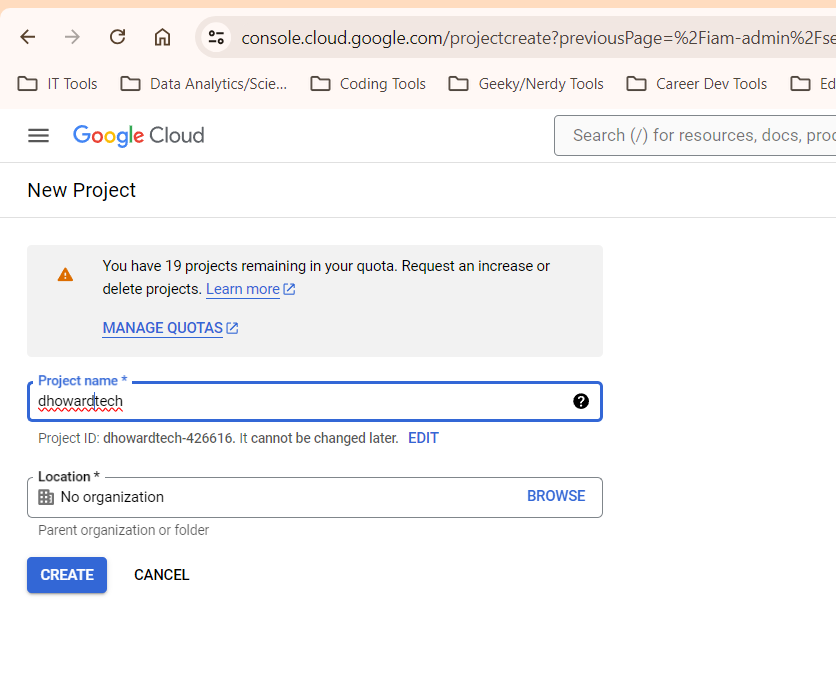 console.cloud.google.com/projectcreate?previousPage=%2Fiam-admin%2Fse
IT Tools Data Analytics/Scie... Coding Tools Geeky/Nerdy Tools Career Dev Tools Ed
Google Cloud Search (/) for resources, docs, prod
New Project
You have 19 projects remaining in your quota. Request an increase or
delete projects. Learn more
MANAGE QUOTAS
Project name *
dhowardtech
Project ID: dhowardtech-426616. It cannot be changed later. EDIT
Location *
No organization BROWSE
Parent organization or folder
CREATE CANCEL